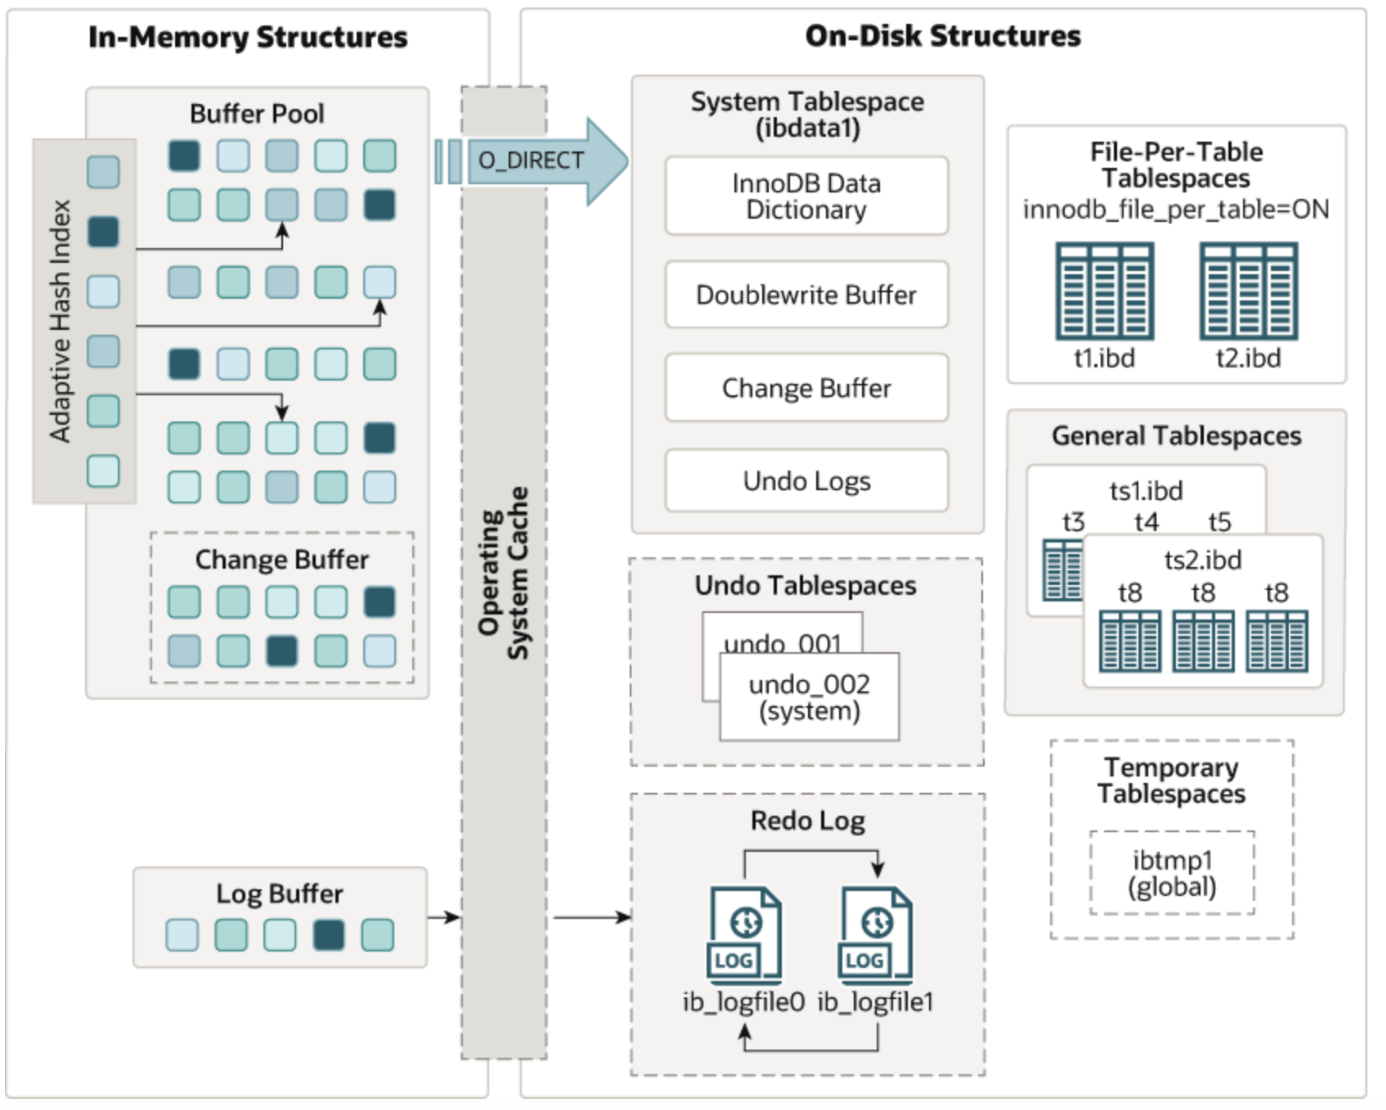 In-Memory Structures
Buffer Pool
Adaptive Hash Index
Change Buffer
Log Buffer
Operating
System Cache
O_DIRECT
On-Disk Structures
System Tablespace
(ibdata1)
InnoDB Data
Dictionary
Doublewrite Buffer
Change Buffer
Undo Logs
Undo Tablespaces
undo_001
undo_002
(system)
Redo Log
LOG
LOG
ib_logfile0
ib_logfile1
File-Per-Table
Tablespaces
innodb_file_per_table=ON
t1.ibd
t2.ibd
General Tablespaces
ts1.ibd
t3 t4 t5
ts2.ibd
t8 t8 t8
Temporary
Tablespaces
ibtmp1
(global)